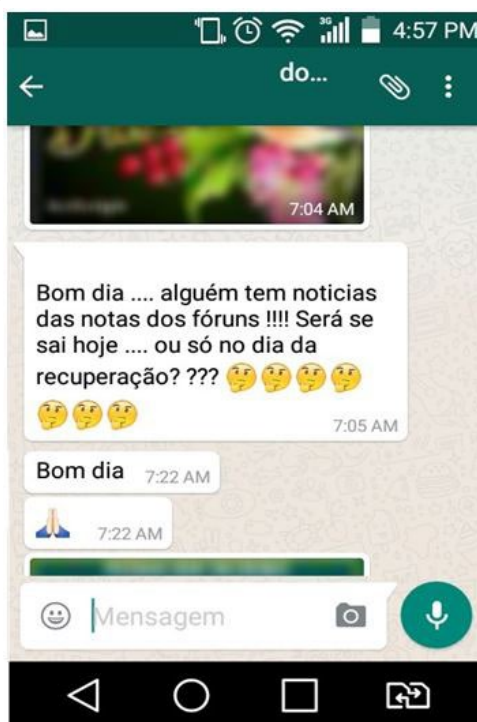 3G 4:57 PM
do...
7:04 AM
Bom dia .... alguém tem noticias
das notas dos fóruns !!!! Será se
sai hoje .... ou só no dia da
recuperação? ??? 🤔🤔🤔🤔
🤔🤔🤔
7:05 AM
Bom dia 7:22 AM
🙏🏻 7:22 AM
Mensagem